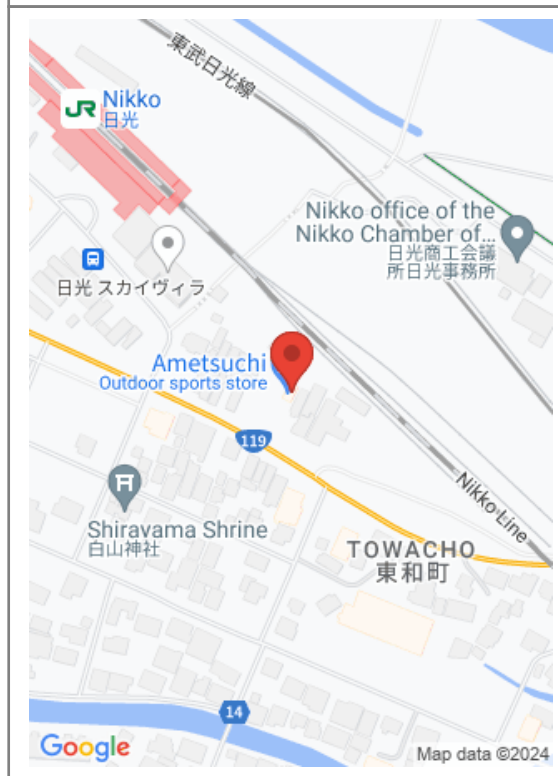 東武日光線
JR Nikko
日光
Nikko office of the
Nikko Chamber of...
日光商工会議
所日光事務所
日光 スカイヴィラ
Ametsuchi
Outdoor sports store
119
Nikko Line
Shirayama Shrine
白山神社
TOWACHO
東和町
14
Google
Map data ©2024